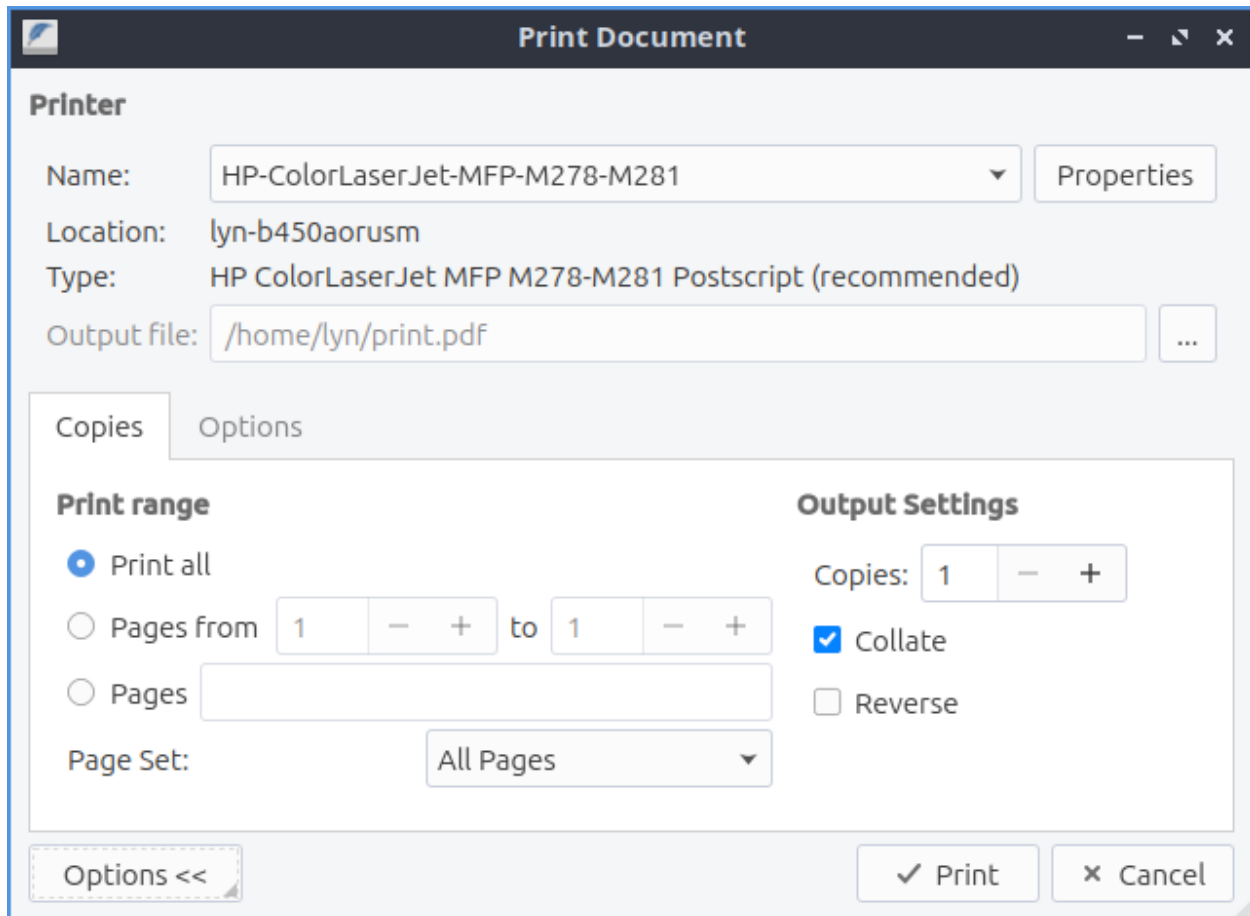 Print Document
Printer
Name: HP-ColorLaserJet-MFP-M278-M281 Properties
Location: lyn-b450aorusm
Type: HP ColorLaserJet MFP M278-M281 Postscript (recommended)
Output file: /home/lyn/print.pdf ...
Copies Options
Print range
Print all
Pages from 1 − + to 1 − +
Pages
Page Set: All Pages
Output Settings
Copies: 1 − +
Collate
Reverse
Options << Print Cancel